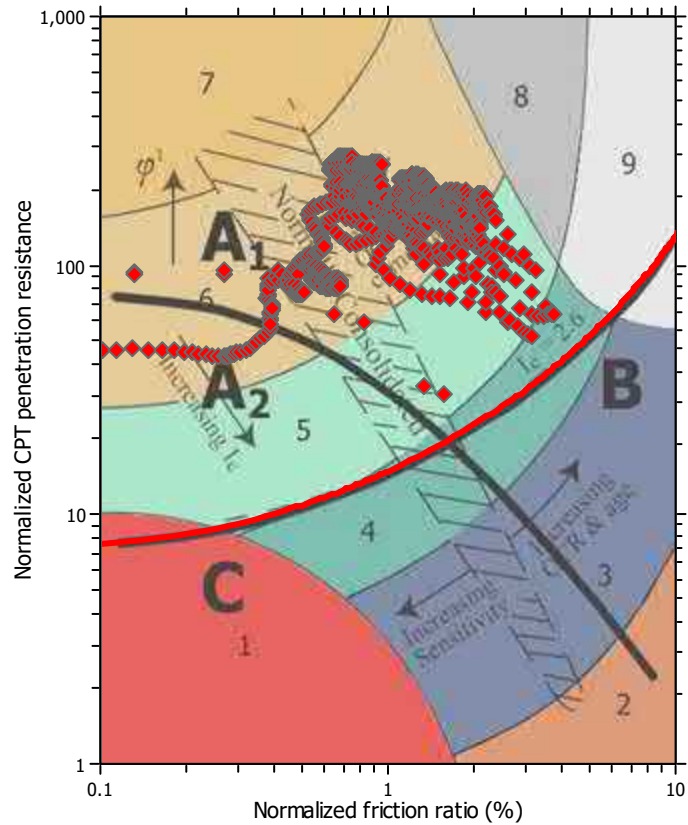 1,000
100
10
1
0.1
1
10
Normalized CPT penetration resistance
Normalized friction ratio (%)
7
8
9
φ'
A1
6
A2
Increasing Ic
5
Consolidated
Ic = 2.6
B
4
C
1
Increasing
Sensitivity
Increasing
OCR & age
3
2